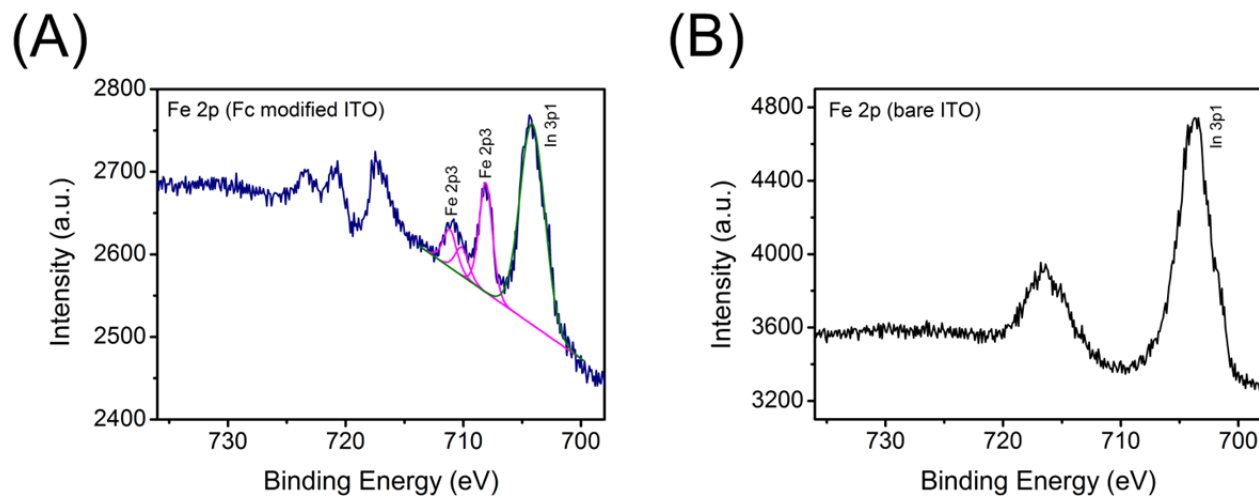 (A)
Fe 2p (Fc modified ITO)
2800
2700
2600
2500
2400
Intensity (a.u.)
Fe 2p3
Fe 2p3
In 3p1
730
720
710
700
Binding Energy (eV)
(B)
Fe 2p (bare ITO)
4800
4400
4000
3600
3200
Intensity (a.u.)
In 3p1
730
720
710
700
Binding Energy (eV)